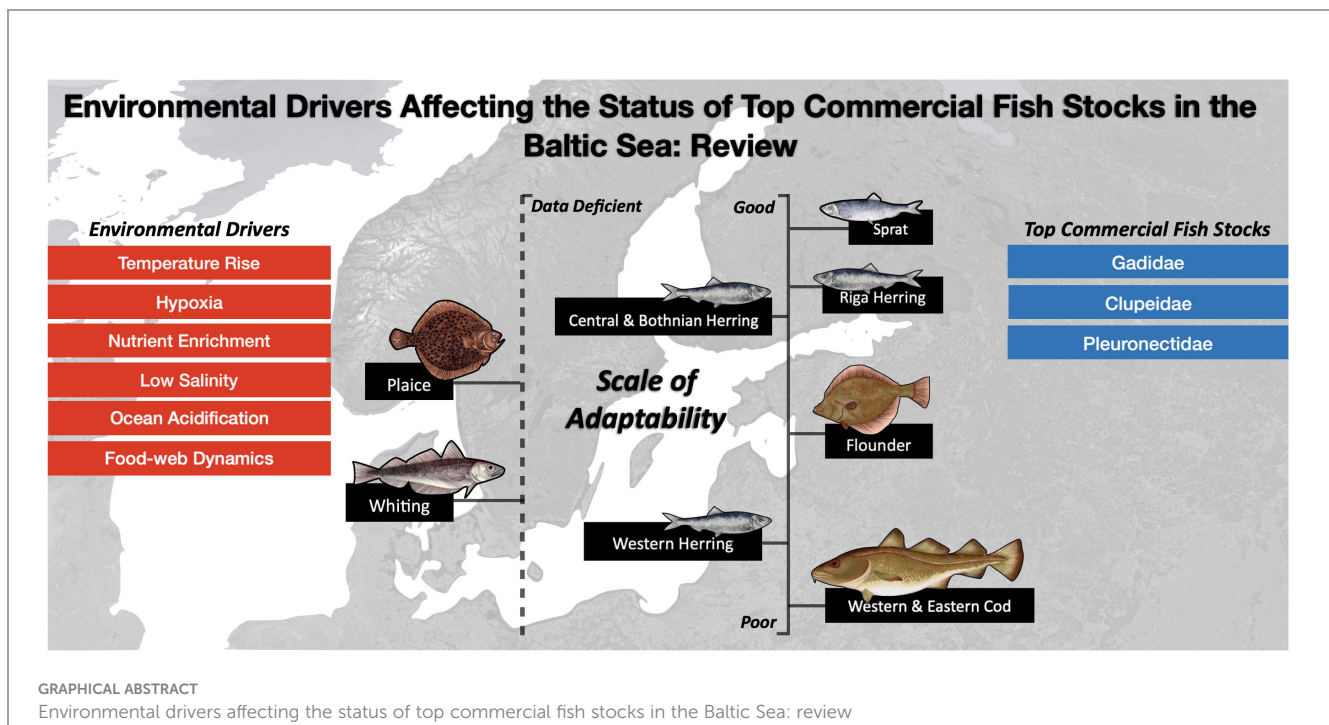 Environmental Drivers Affecting the Status of Top Commercial Fish Stocks in the
Baltic Sea: Review
Environmental Drivers
Temperature Rise
Hypoxia
Nutrient Enrichment
Low Salinity
Ocean Acidification
Food-web Dynamics
Data Deficient
Plaice
Whiting
Good
Sprat
Riga Herring
Central & Bothnian Herring
Scale of
Adaptability
Flounder
Western Herring
Western & Eastern Cod
Poor
Top Commercial Fish Stocks
Gadidae
Clupeidae
Pleuronectidae
GRAPHICAL ABSTRACT
Environmental drivers affecting the status of top commercial fish stocks in the Baltic Sea: review